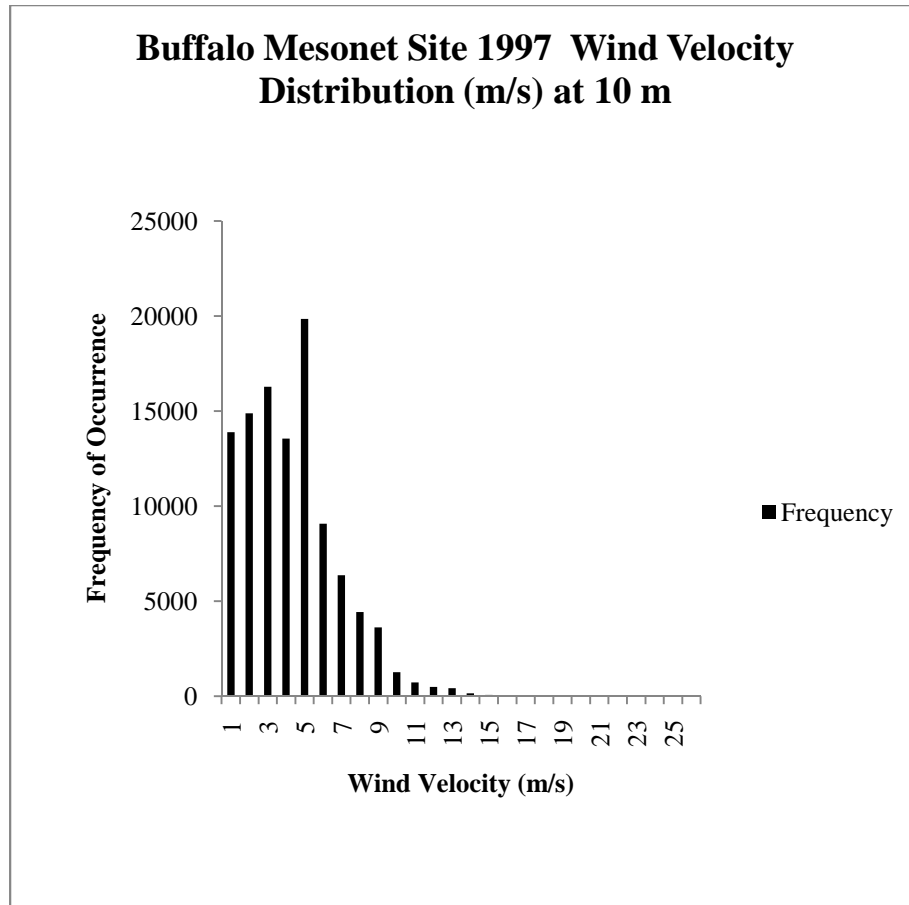 Buffalo Mesonet Site 1997  Wind Velocity
Distribution (m/s) at 10 m
25000
20000
15000
10000
5000
0
Frequency of Occurrence
1 3 5 7 9 11 13 15 17 19 21 23 25
Wind Velocity (m/s)
Frequency